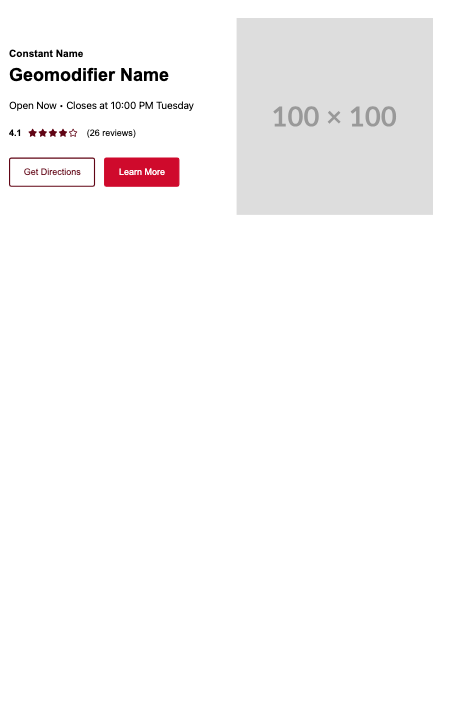 Constant Name
Geomodifier Name
Open Now • Closes at 10:00 PM Tuesday
4.1 (26 reviews)
Get Directions
Learn More
100 × 100